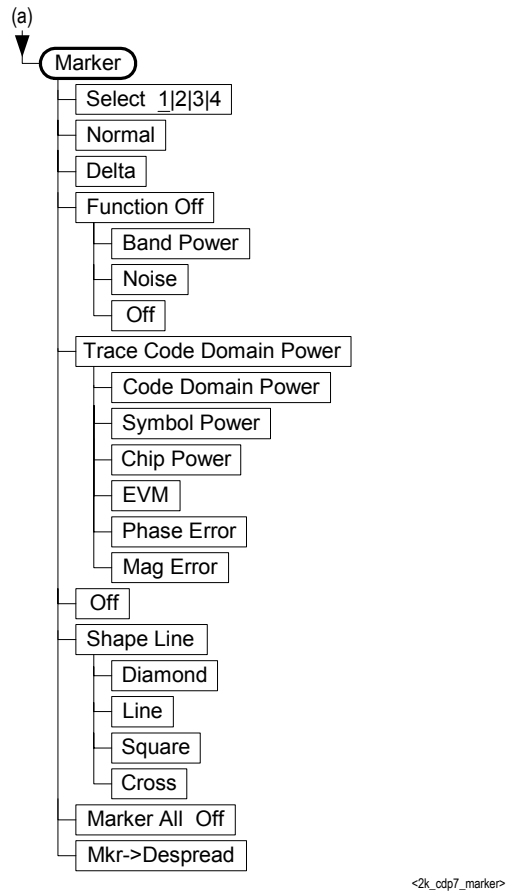 (a)
Marker
Select 1|2|3|4
Normal
Delta
Function Off
Band Power
Noise
Off
Trace Code Domain Power
Code Domain Power
Symbol Power
Chip Power
EVM
Phase Error
Mag Error
Off
Shape Line
Diamond
Line
Square
Cross
Marker All Off
Mkr->Despread
<2k_cdp7_marker>